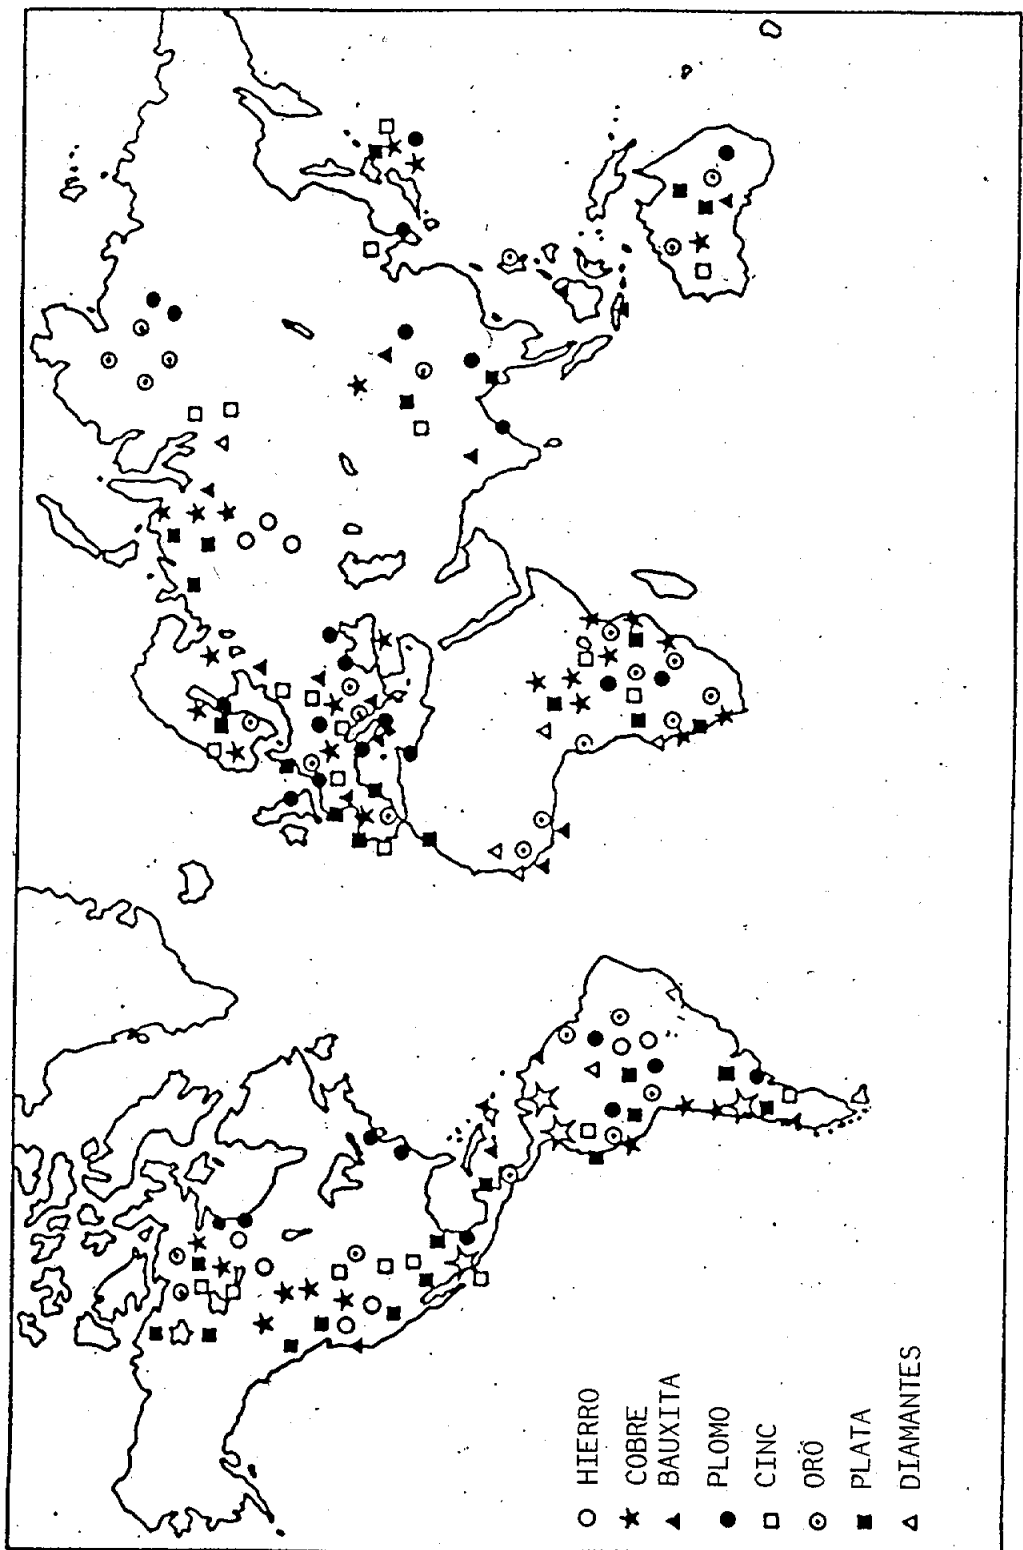 HIERRO
COBRE
BAUXITA
PLOMO
CINC
ORO
PLATA
DIAMANTES